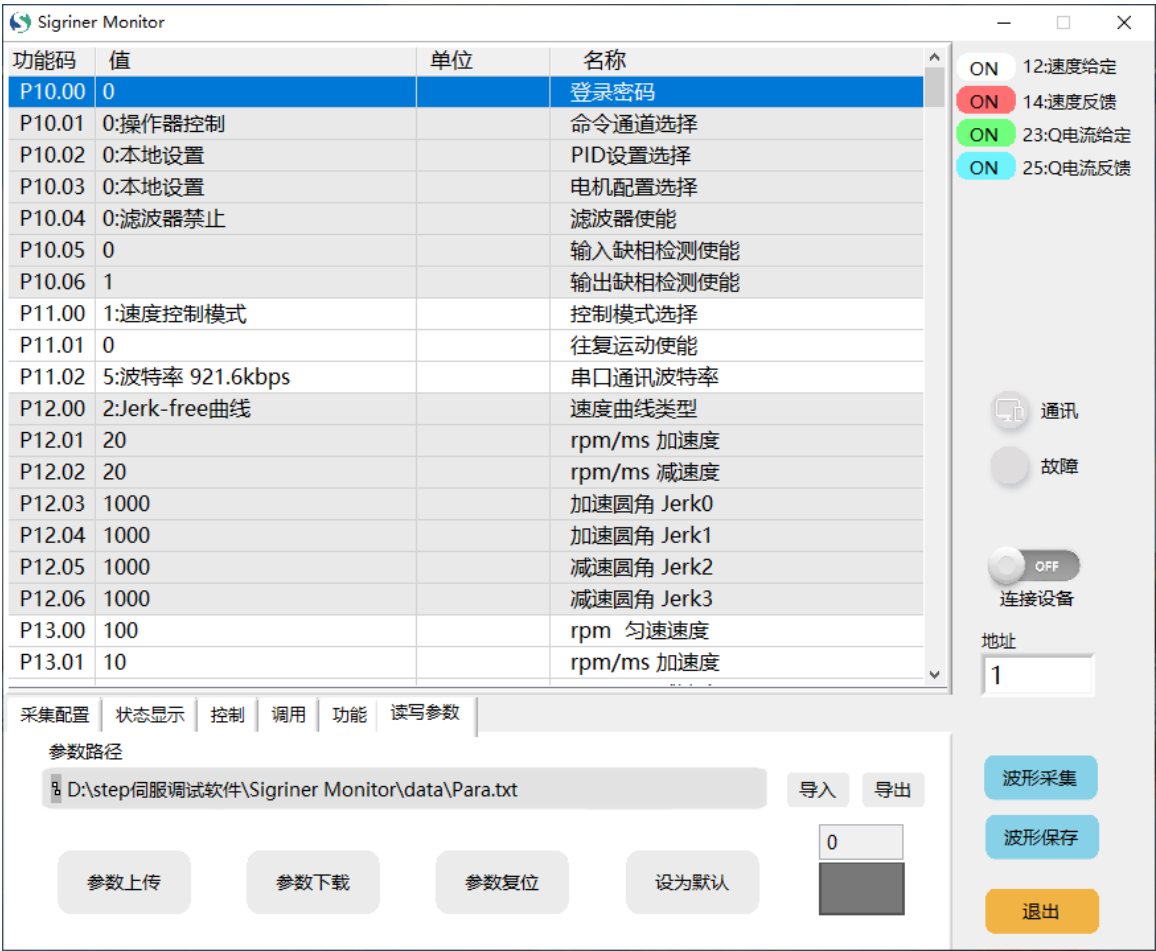 Sigriner Monitor
功能码 值 单位 名称
P10.00 0 登录密码
P10.01 0:操作器控制 命令通道选择
P10.02 0:本地设置 PID设置选择
P10.03 0:本地设置 电机配置选择
P10.04 0:滤波器禁止 滤波器使能
P10.05 0 输入缺相检测使能
P10.06 1 输出缺相检测使能
P11.00 1:速度控制模式 控制模式选择
P11.01 0 往复运动使能
P11.02 5:波特率 921.6kbps 串口通讯波特率
P12.00 2:Jerk-free曲线 速度曲线类型
P12.01 20 rpm/ms 加速度
P12.02 20 rpm/ms 减速度
P12.03 1000 加速圆角 Jerk0
P12.04 1000 加速圆角 Jerk1
P12.05 1000 减速圆角 Jerk2
P12.06 1000 减速圆角 Jerk3
P13.00 100 rpm 匀速速度
P13.01 10 rpm/ms 加速度
ON 12:速度给定
ON 14:速度反馈
ON 23:Q电流给定
ON 25:Q电流反馈
通讯
故障
OFF
连接设备
地址
1
采集配置 状态显示 控制 调用 功能 读写参数
参数路径
D:\step伺服调试软件\Sigriner Monitor\data\Para.txt 导入 导出
0
参数上传 参数下载 参数复位 设为默认
波形采集
波形保存
退出